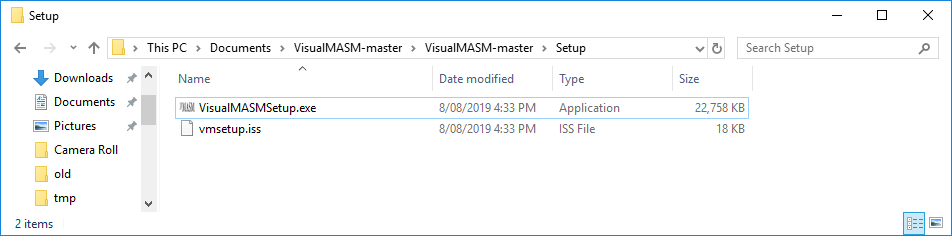 Setup
This PC Documents VisualMASM-master VisualMASM-master Setup Search Setup
Downloads
Documents
Pictures
Camera Roll
old
tmp
Name Date modified Type Size
VisualMASMSetup.exe 8/08/2019 4:33 PM Application 22,758 KB
vmsetup.iss 8/08/2019 4:33 PM ISS File 18 KB
2 items